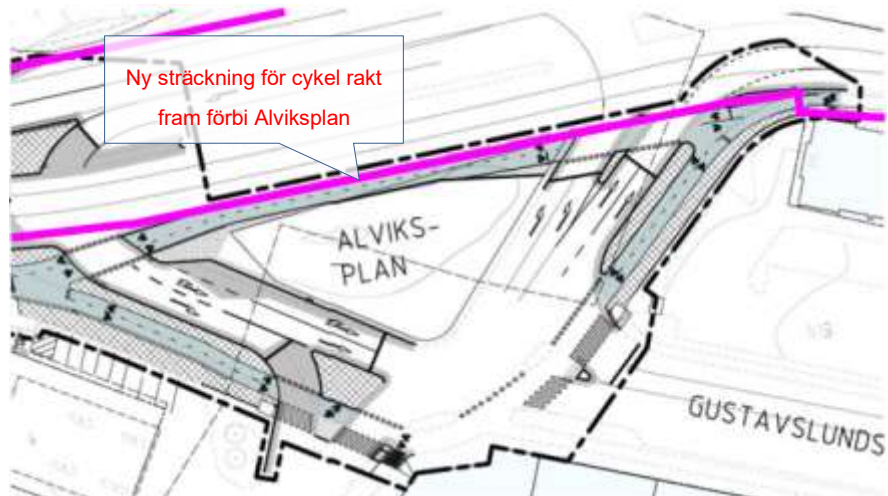 Ny sträckning för cykel rakt
fram förbi Alviksplan
ALVIKS-
PLAN
GUSTAVSLUNDS